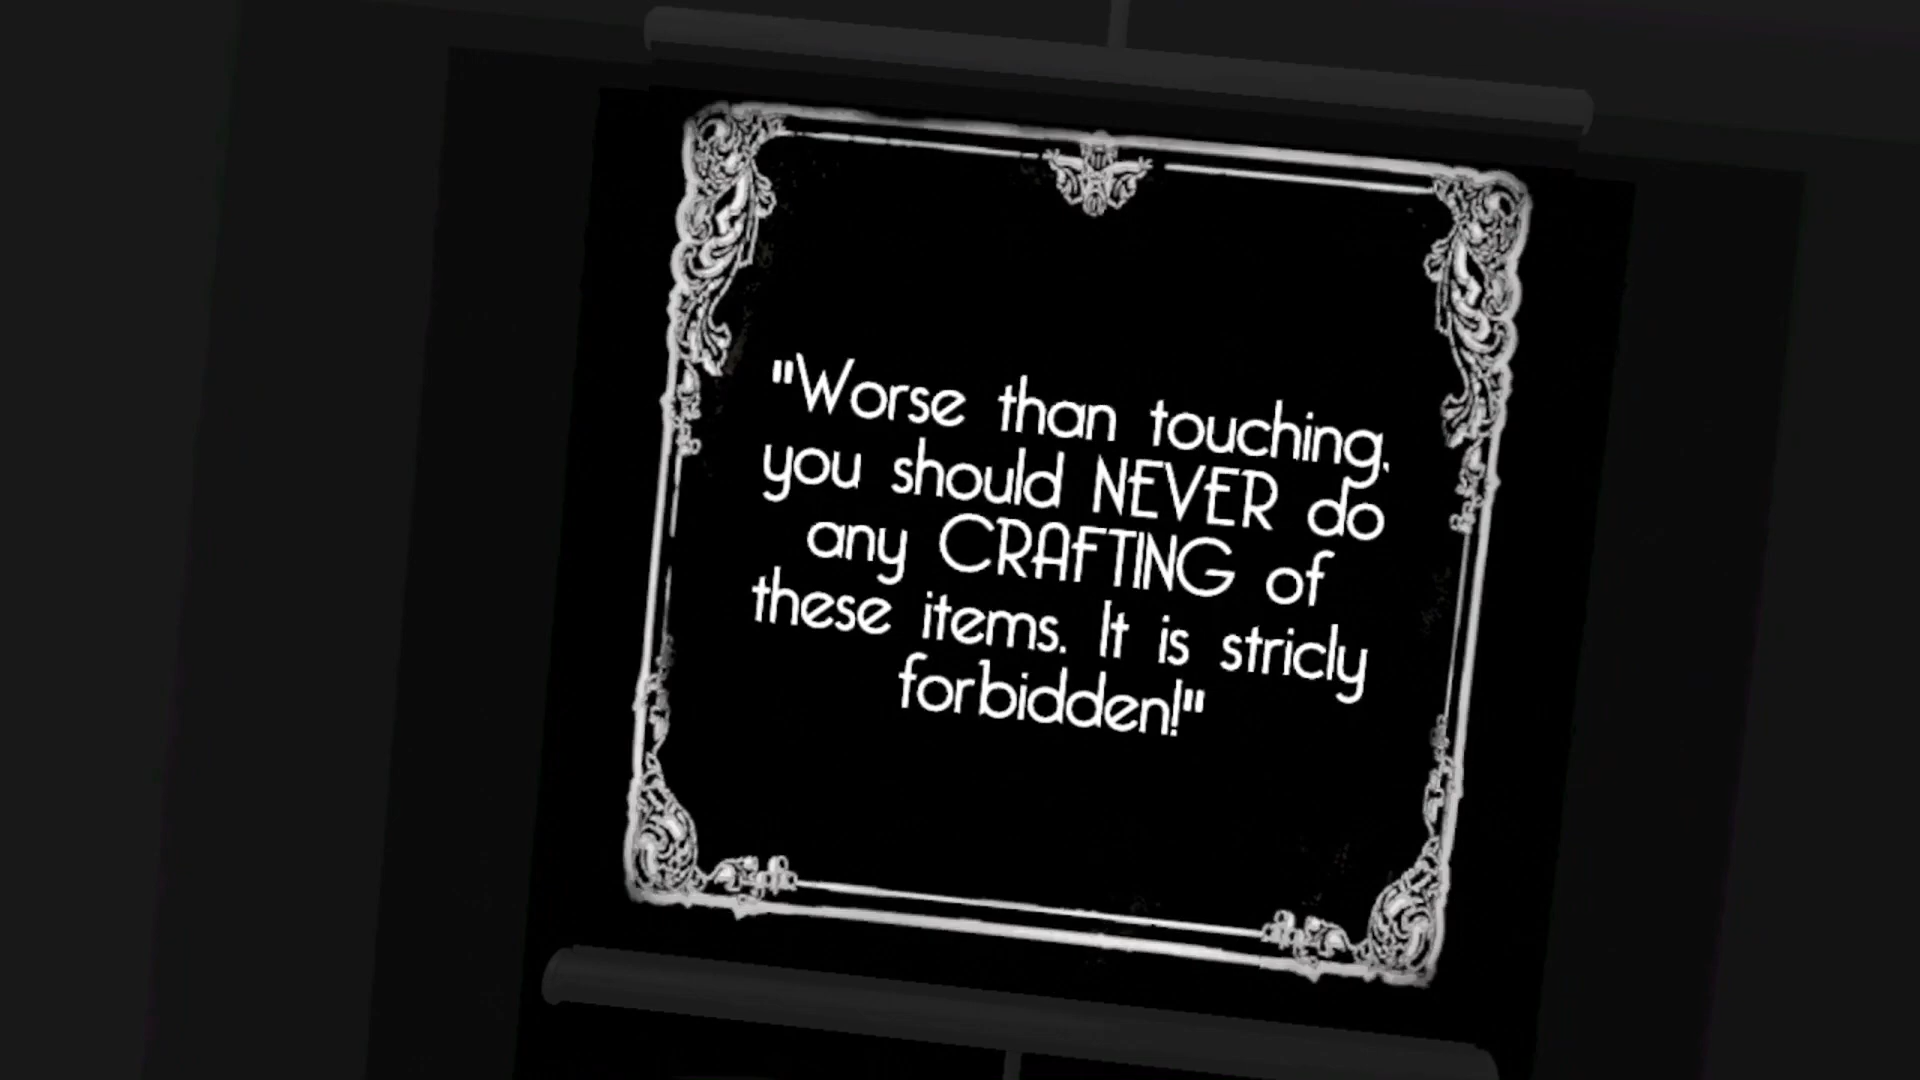 "Worse than touching,
you should NEVER do
any CRAFTING of
these items. It is stricly
forbidden!"